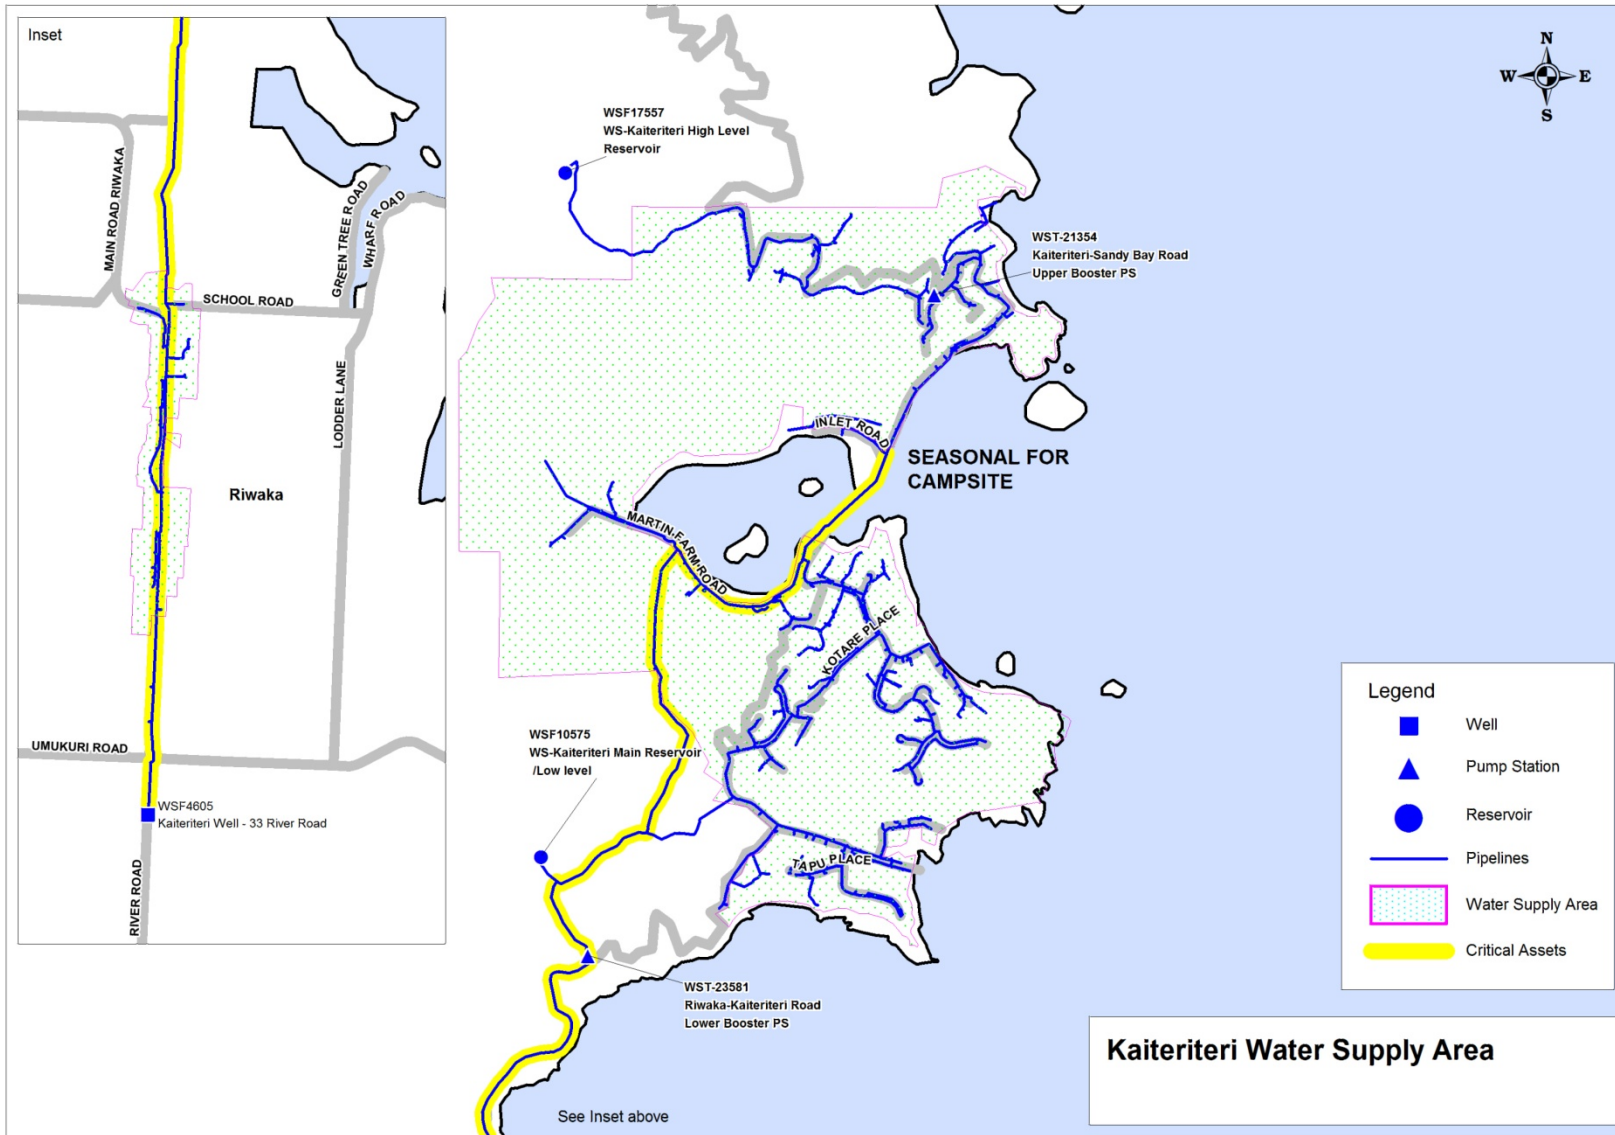 Inset
MAIN ROAD RIWAKA
GREEN TREE ROAD
WHARF ROAD
SCHOOL ROAD
LODDER LANE
Riwaka
UMUKURI ROAD
WSF4605
Kaiteriteri Well - 33 River Road
RIVER ROAD
N
W E
S
WSF17557
WS-Kaiteriteri High Level
Reservoir
WST-21354
Kaiteriteri-Sandy Bay Road
Upper Booster PS
INLET ROAD
SEASONAL FOR
CAMPSITE
MARTIN FARM ROAD
KOTARE PLACE
WSF10575
WS-Kaiteriteri Main Reservoir
/Low level
TAPU PLACE
WST-23581
Riwaka-Kaiteriteri Road
Lower Booster PS
See Inset above
Legend
Well
Pump Station
Reservoir
Pipelines
Water Supply Area
Critical Assets
Kaiteriteri Water Supply Area